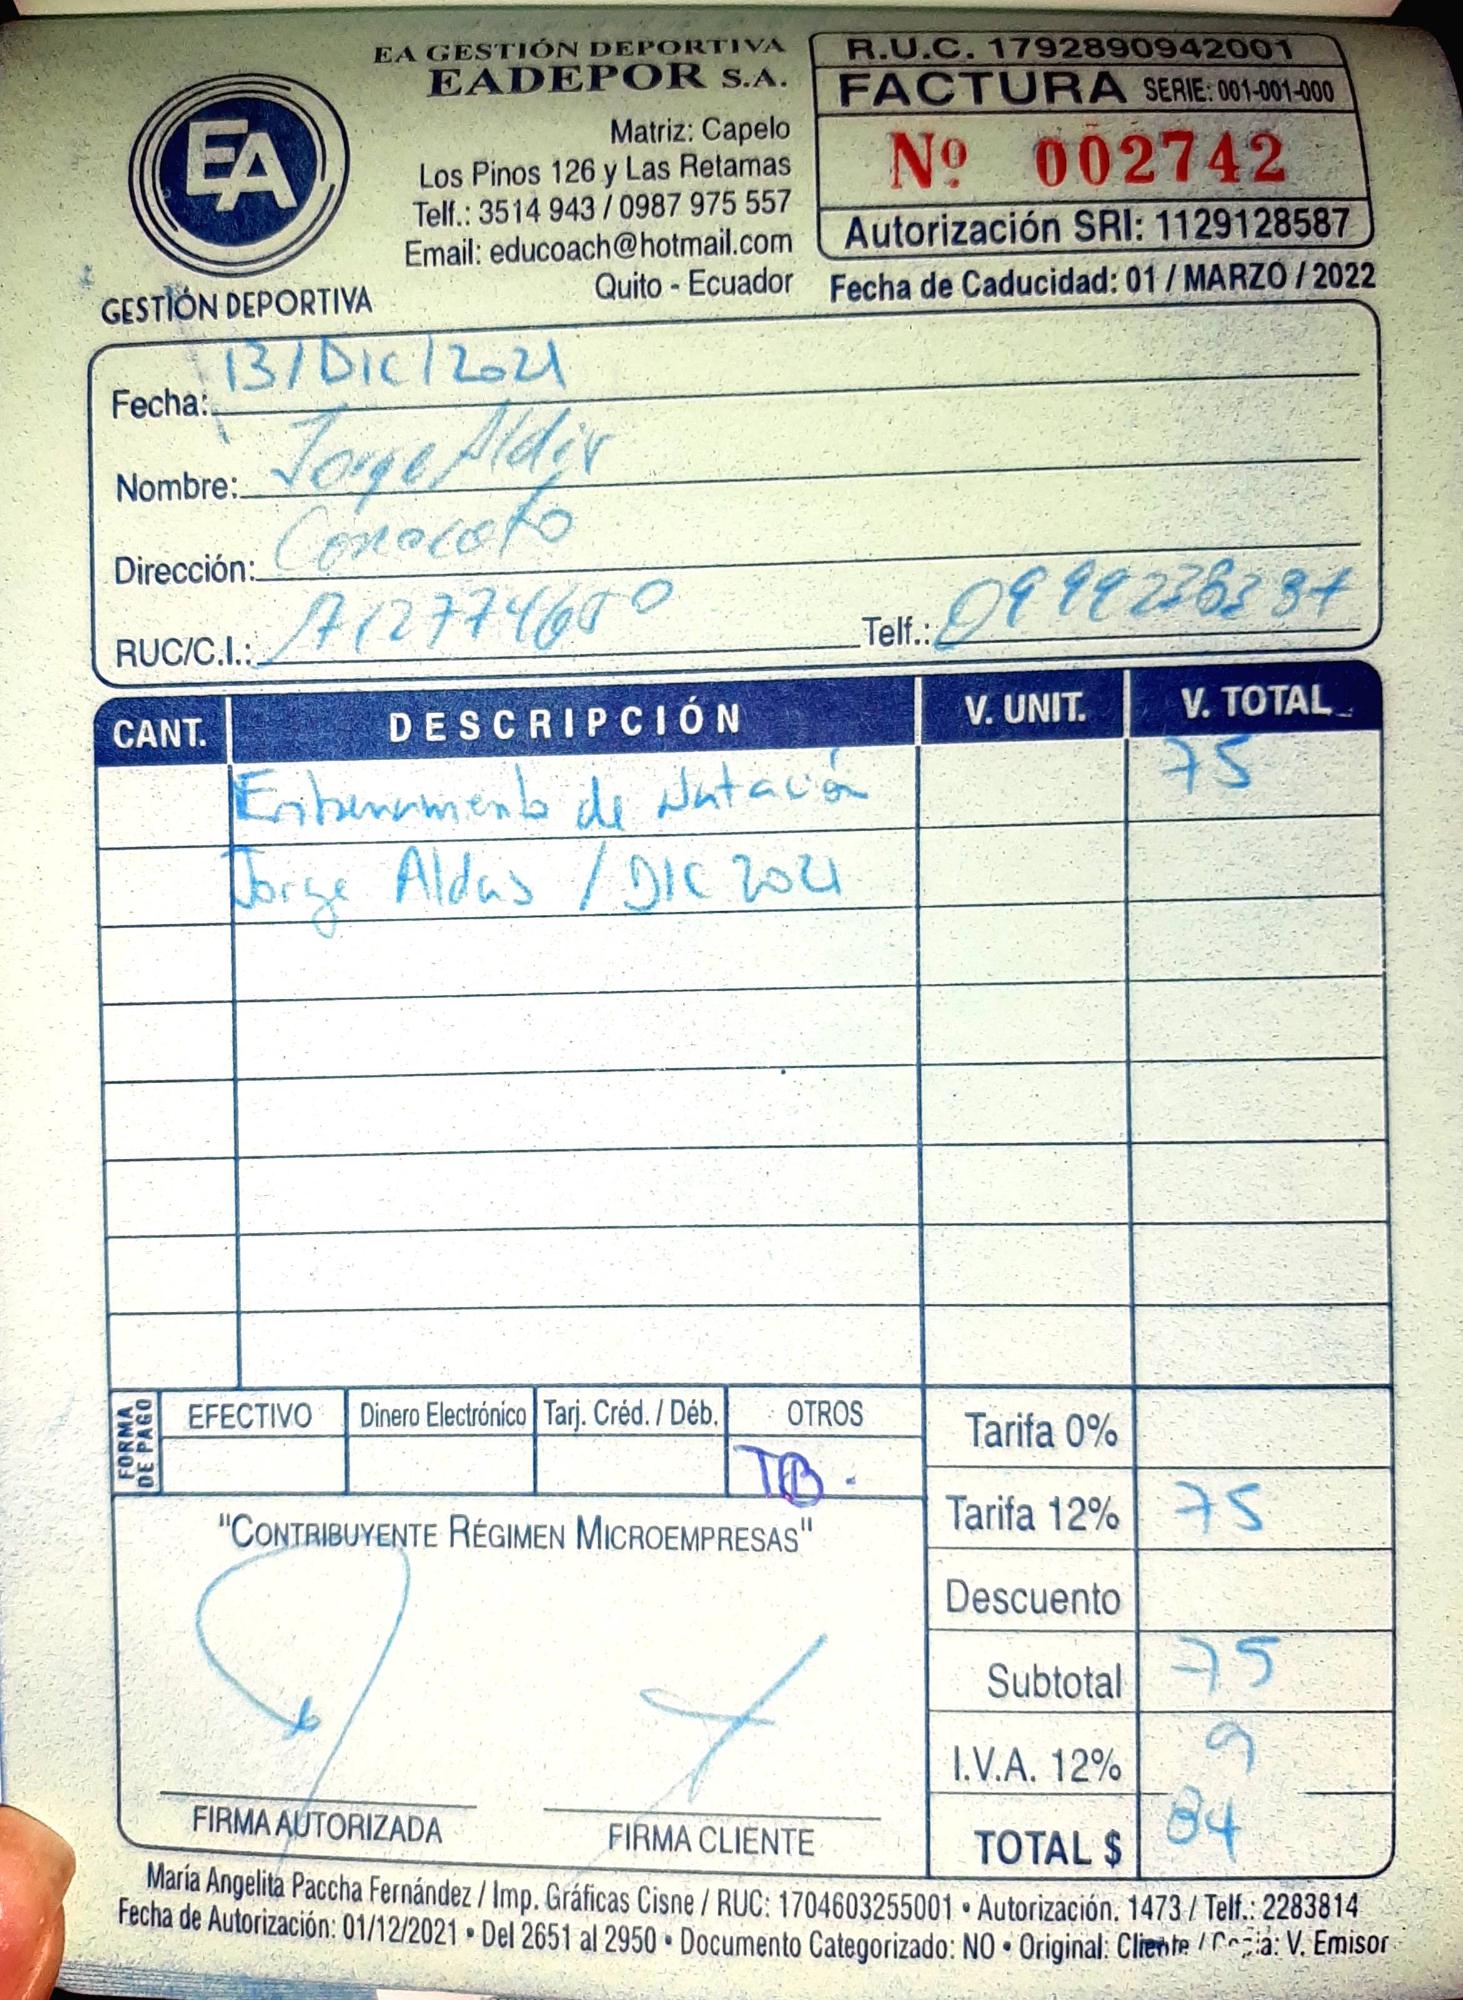 EA GESTIÓN DEPORTIVA
EADEPOR S.A.
Matriz: Capelo
Los Pinos 126 y Las Retamas
Telf.: 3514 943 / 0987 975 557
Email: educoach@hotmail.com
Quito - Ecuador
EA
GESTIÓN DEPORTIVA
R.U.C. 1792890942001
FACTURA SERIE: 001-001-000
Nº 002742
Autorización SRI: 1129128587
Fecha de Caducidad: 01 / MARZO / 2022
Fecha: 13/DIC/2021
Nombre: Jorge
Dirección: Conocoto
RUC/C.I.: Telf.:
CANT. DESCRIPCIÓN V. UNIT. V. TOTAL
Entrenamiento de Natación 75
Jorge Aldas / DIC 2021
FORMA DE PAGO
EFECTIVO Dinero Electrónico Tarj. Créd. / Déb. OTROS
TB.
Tarifa 0%
Tarifa 12% 75
Descuento
Subtotal 75
I.V.A. 12% 9
TOTAL $ 84
"CONTRIBUYENTE RÉGIMEN MICROEMPRESAS"
FIRMA AUTORIZADA FIRMA CLIENTE
María Angelita Paccha Fernández / Imp. Gráficas Cisne / RUC: 1704603255001 • Autorización. 1473 / Telf.: 2283814
Fecha de Autorización: 01/12/2021 • Del 2651 al 2950 • Documento Categorizado: NO • Original: Cliente / Copia: V. Emisor